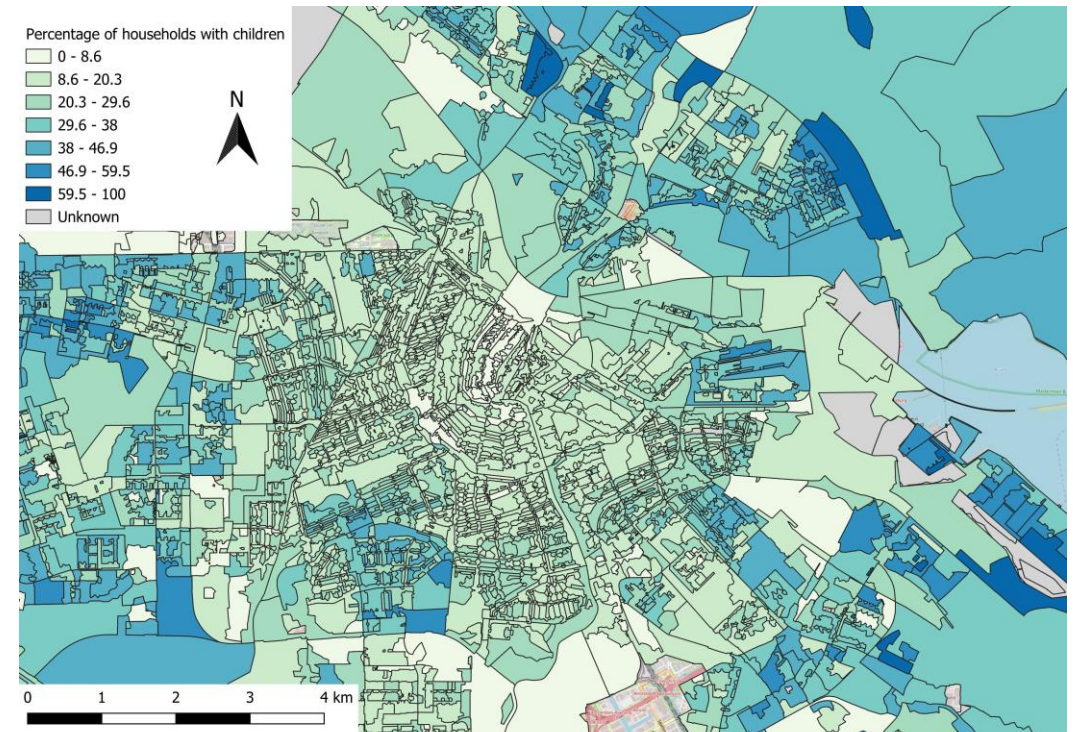 Percentage of households with children
0 - 8.6
8.6 - 20.3
20.3 - 29.6
29.6 - 38
38 - 46.9
46.9 - 59.5
59.5 - 100
Unknown
N
0 1 2 3 4 km